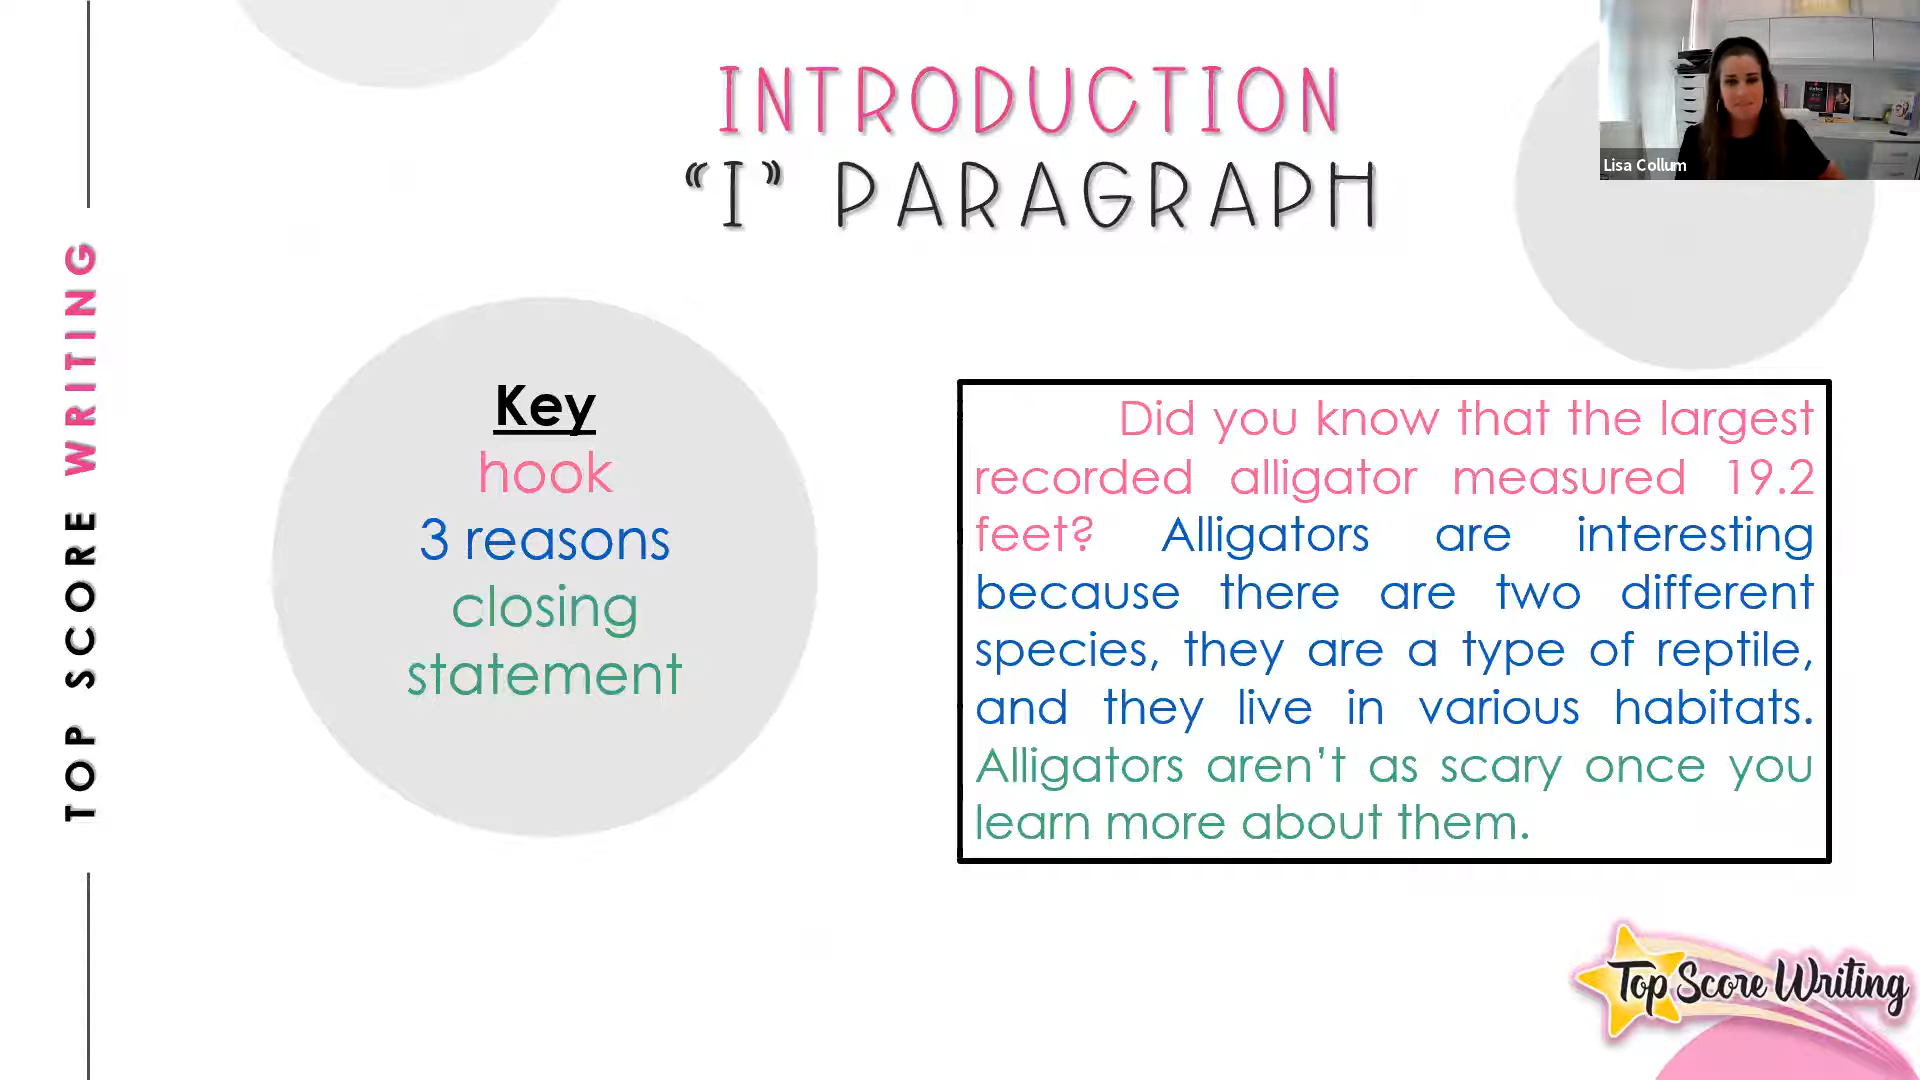 INTRODUCTION
“I” PARAGRAPH
Lisa Collum
TOP SCORE WRITING
Key
hook
3 reasons
closing
statement
Did you know that the largest
recorded alligator measured 19.2
feet? Alligators are interesting
because there are two different
species, they are a type of reptile,
and they live in various habitats.
Alligators aren’t as scary once you
learn more about them.
Top Score Writing